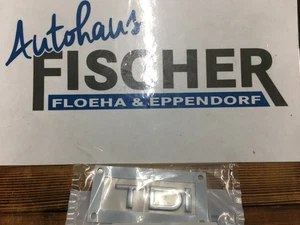 Autohaus
FISCHER
FLOEHA & EPPENDORF
TDI